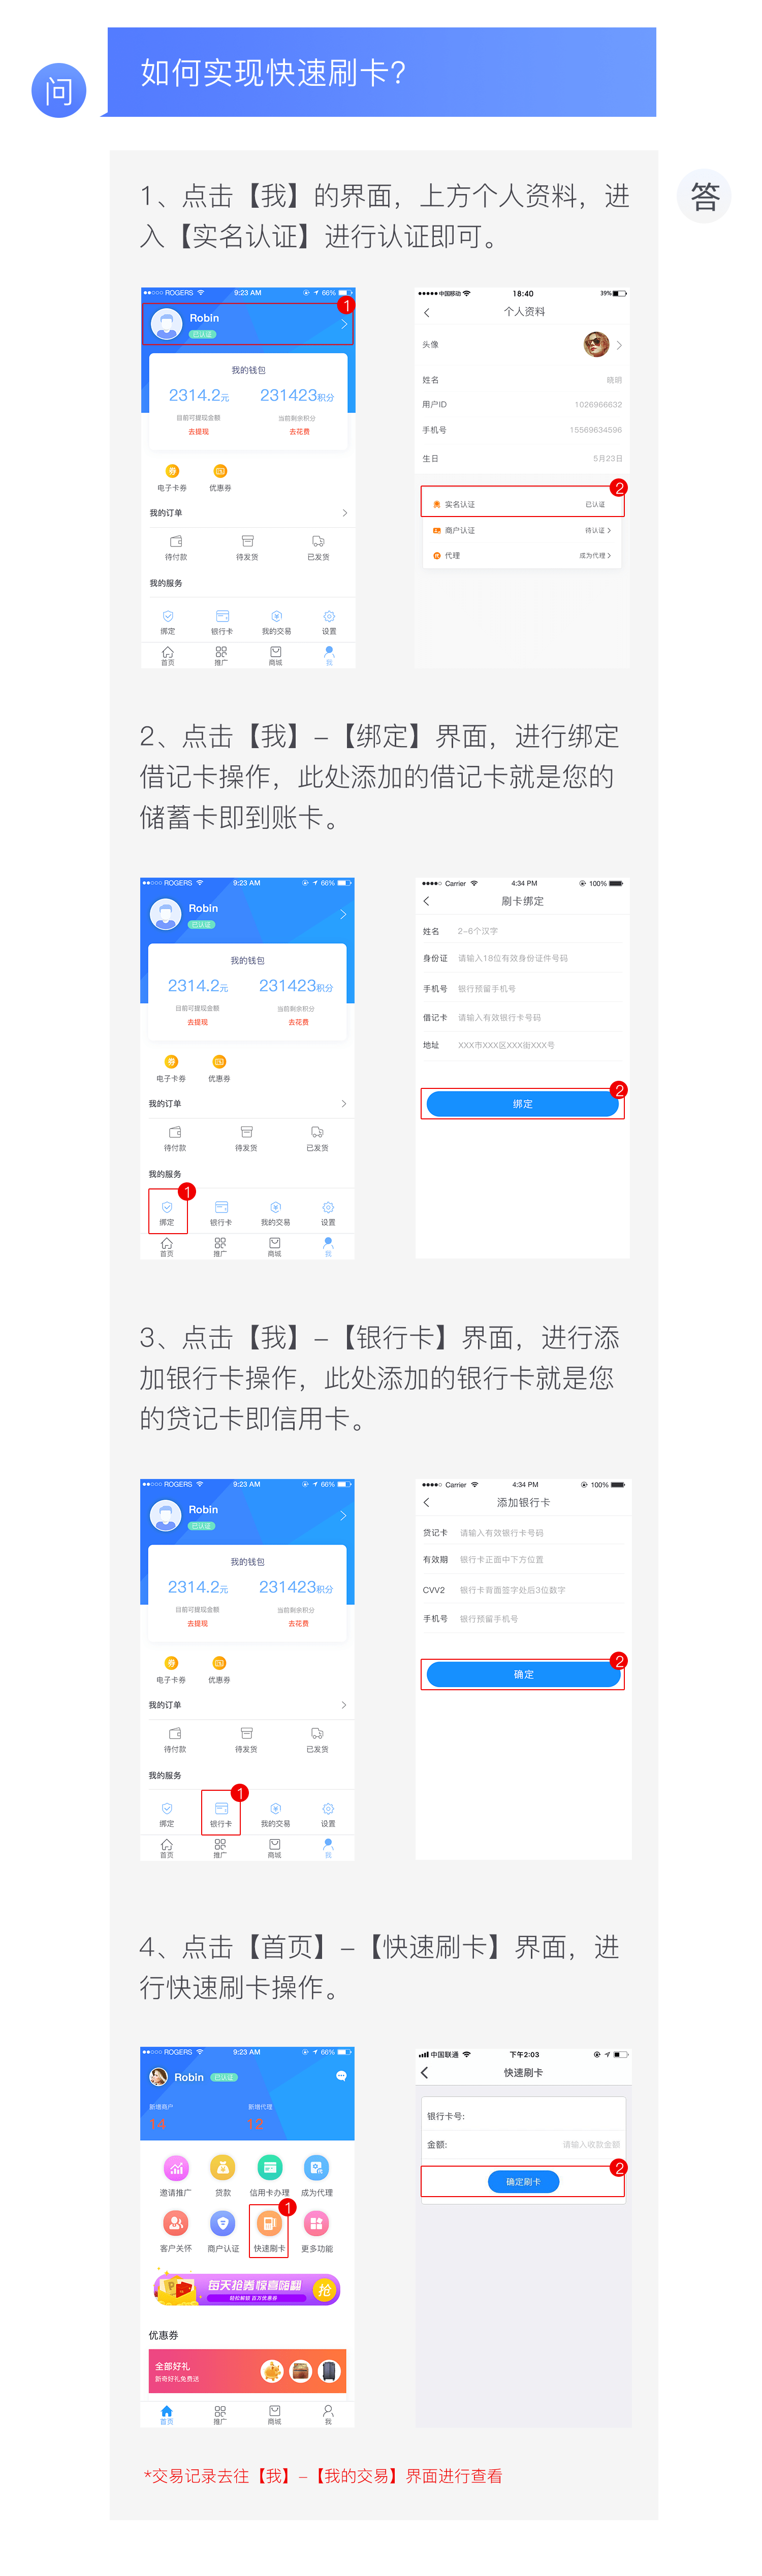 问
如何实现快速刷卡?
答
1、点击【我】的界面，上方个人资料，进
入【实名认证】进行认证即可。
ROGERS 9:23 AM 66%
1
Robin
已认证
我的钱包
2314.2元 231423积分
目前可提现金额 当前剩余积分
去提现 去花费
券
电子卡券 优惠券
我的订单
待付款 待发货 已发货
我的服务
绑定 银行卡 我的交易 设置
首页 推广 商城 我
中国移动 18:40 39%
个人资料
头像
姓名 晓明
用户ID 1026966632
手机号 15569634596
生日 5月23日
2
实名认证 已认证
商户认证 待认证
代理 成为代理
2、点击【我】–【绑定】界面，进行绑定
借记卡操作，此处添加的借记卡就是您的
储蓄卡即到账卡。
ROGERS 9:23 AM 66%
Robin
已认证
我的钱包
2314.2元 231423积分
目前可提现金额 当前剩余积分
去提现 去花费
券
电子卡券 优惠券
我的订单
待付款 待发货 已发货
我的服务
1
绑定 银行卡 我的交易 设置
首页 推广 商城 我
Carrier 4:34 PM 100%
刷卡绑定
姓名 2-6个汉字
身份证 请输入18位有效身份证件号码
手机号 银行预留手机号
借记卡 请输入有效银行卡号码
地址 XXX市XXX区XXX街XXX号
2
绑定
3、点击【我】–【银行卡】界面，进行添
加银行卡操作，此处添加的银行卡就是您
的贷记卡即信用卡。
ROGERS 9:23 AM 66%
Robin
已认证
我的钱包
2314.2元 231423积分
目前可提现金额 当前剩余积分
去提现 去花费
券
电子卡券 优惠券
我的订单
待付款 待发货 已发货
我的服务
1
绑定 银行卡 我的交易 设置
首页 推广 商城 我
Carrier 4:34 PM 100%
添加银行卡
贷记卡 请输入有效银行卡号码
有效期 银行卡正面中下方位置
CVV2 银行卡背面签字处后3位数字
手机号 银行预留手机号
2
确定
4、点击【首页】–【快速刷卡】界面，进
行快速刷卡操作。
ROGERS 9:23 AM 66%
Robin 已认证
新增商户 新增代理
14 12
邀请推广 贷款 信用卡办理 成为代理
1
客户关怀 商户认证 快速刷卡 更多功能
每天抢券惊喜嗨翻 抢
轻松解锁 百万优惠券
优惠券
全部好礼
新奇好礼免费送
首页 推广 商城 我
中国联通 下午2:03
快速刷卡
银行卡号:
金额: 请输入收款金额
2
确定刷卡
*交易记录去往【我】–【我的交易】界面进行查看